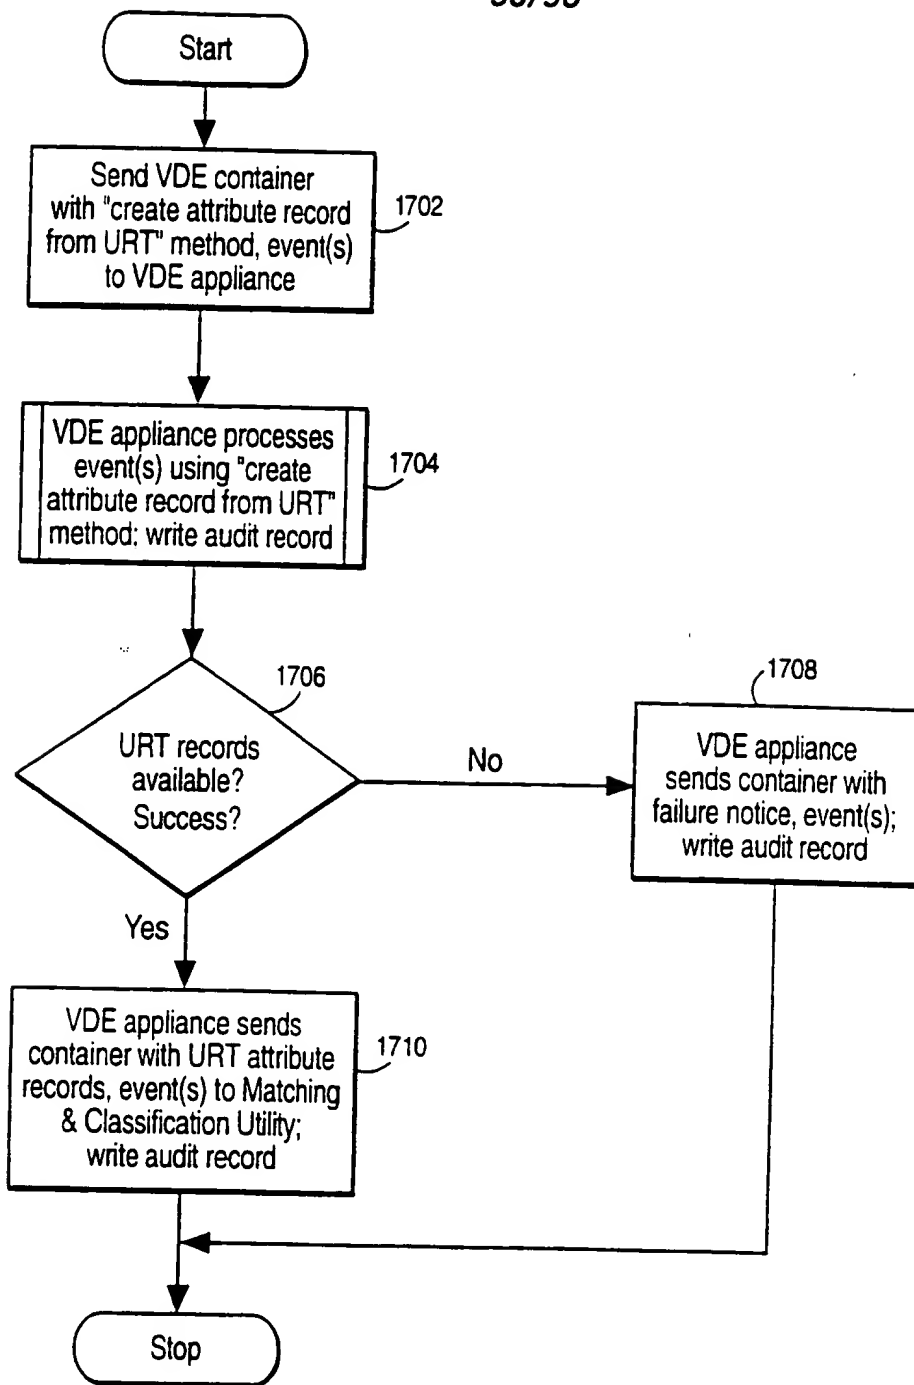 Start
Send VDE container
with "create attribute record
from URT" method, event(s)
to VDE appliance
1702
VDE appliance processes
event(s) using "create
attribute record from URT"
method: write audit record
1704
URT records
available?
Success?
1706
No
VDE appliance
sends container with
failure notice, event(s);
write audit record
1708
Yes
VDE appliance sends
container with URT attribute
records, event(s) to Matching
& Classification Utility;
write audit record
1710
Stop